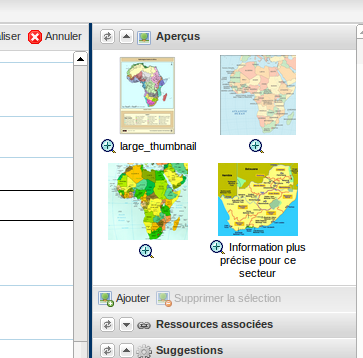 liser Annuler
Aperçus
large_thumbnail
Information plus
précise pour ce
secteur
Ajouter Supprimer la sélection
Ressources associées
Suggestions